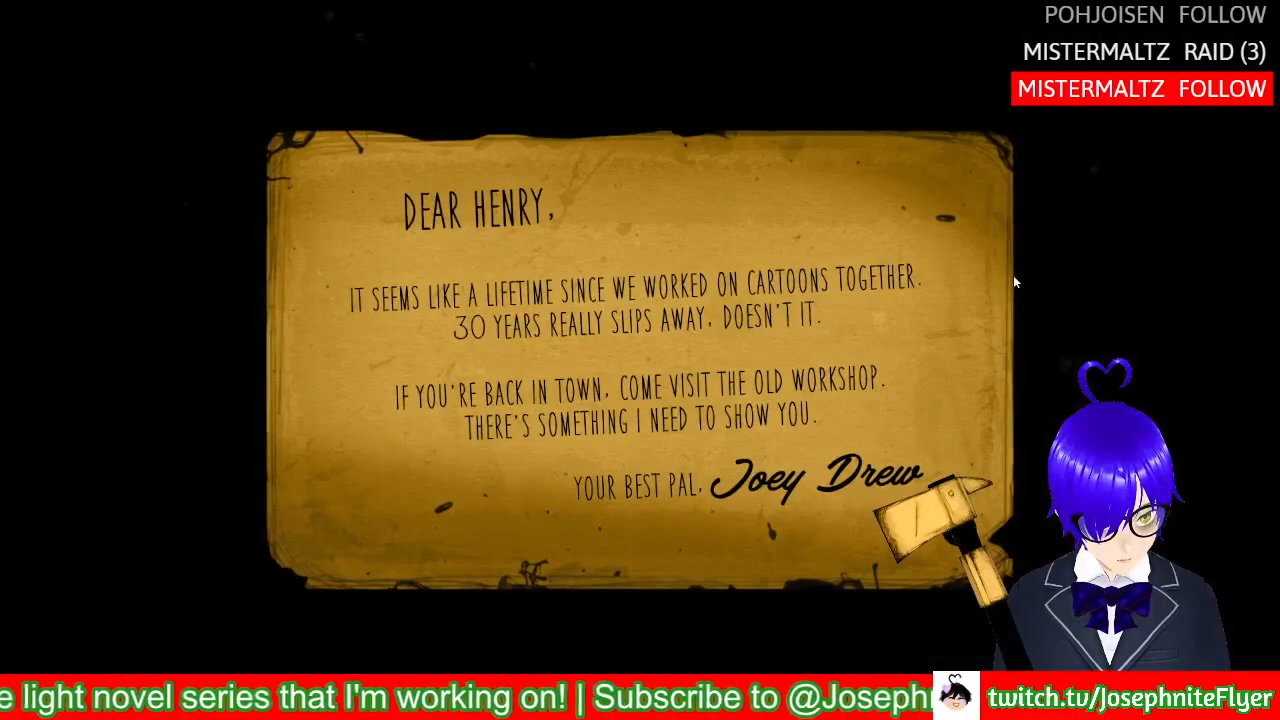 POHJOISEN FOLLOW
MISTERMALTZ RAID (3)
MISTERMALTZ FOLLOW
DEAR HENRY,
IT SEEMS LIKE A LIFETIME SINCE WE WORKED ON CARTOONS TOGETHER.
30 YEARS REALLY SLIPS AWAY, DOESN'T IT.
IF YOU'RE BACK IN TOWN, COME VISIT THE OLD WORKSHOP.
THERE'S SOMETHING I NEED TO SHOW YOU.
YOUR BEST PAL, Joey Drew
e light novel series that I'm working on! | Subscribe to @Joseph
twitch.tv/JosephniteFlyer